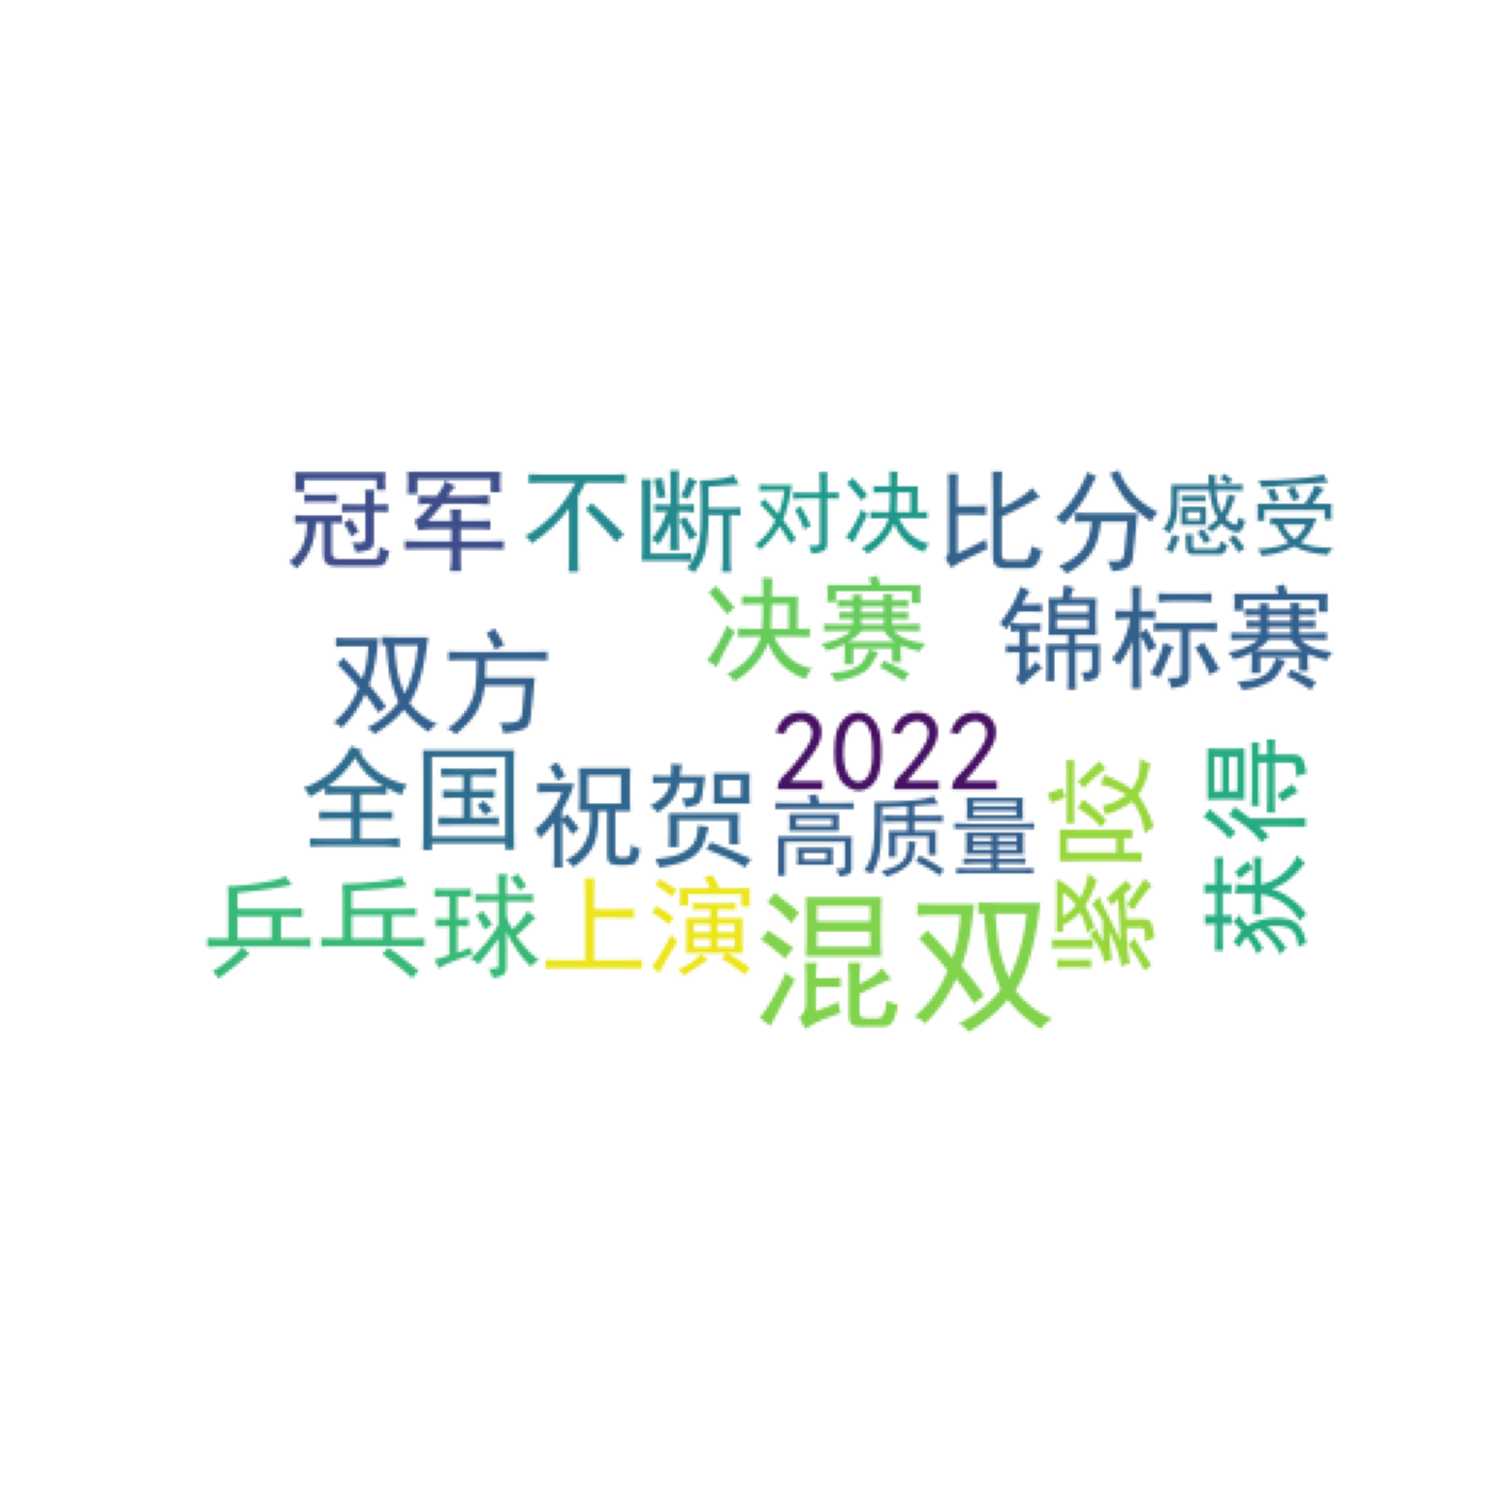 冠军 不断 对决 比分 感受
决赛 锦标赛
双方
2022
全国 祝贺 高质量 紧咬 获得
乒乓球 上演 混双